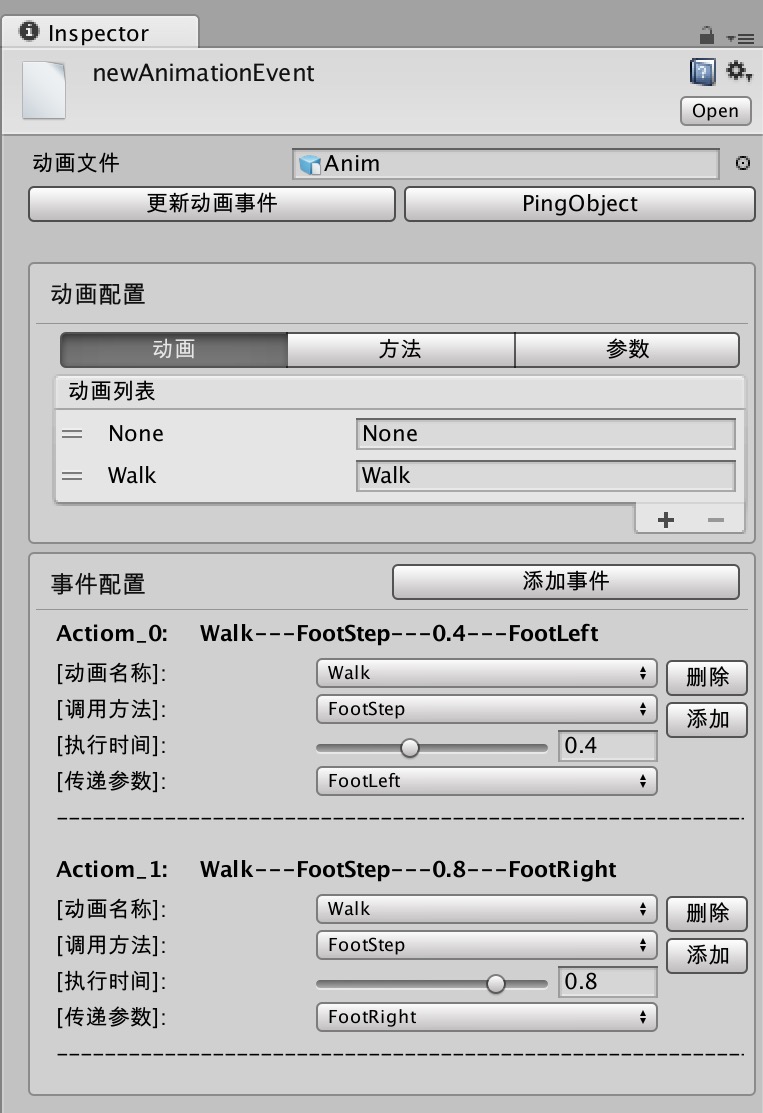 Inspector
newAnimationEvent
Open
动画文件 Anim
更新动画事件 PingObject
动画配置
动画 方法 参数
动画列表
None None
Walk Walk
事件配置 添加事件
Actiom_0: Walk---FootStep---0.4---FootLeft
[动画名称]: Walk 删除
[调用方法]: FootStep 添加
[执行时间]: 0.4
[传递参数]: FootLeft
Actiom_1: Walk---FootStep---0.8---FootRight
[动画名称]: Walk 删除
[调用方法]: FootStep 添加
[执行时间]: 0.8
[传递参数]: FootRight